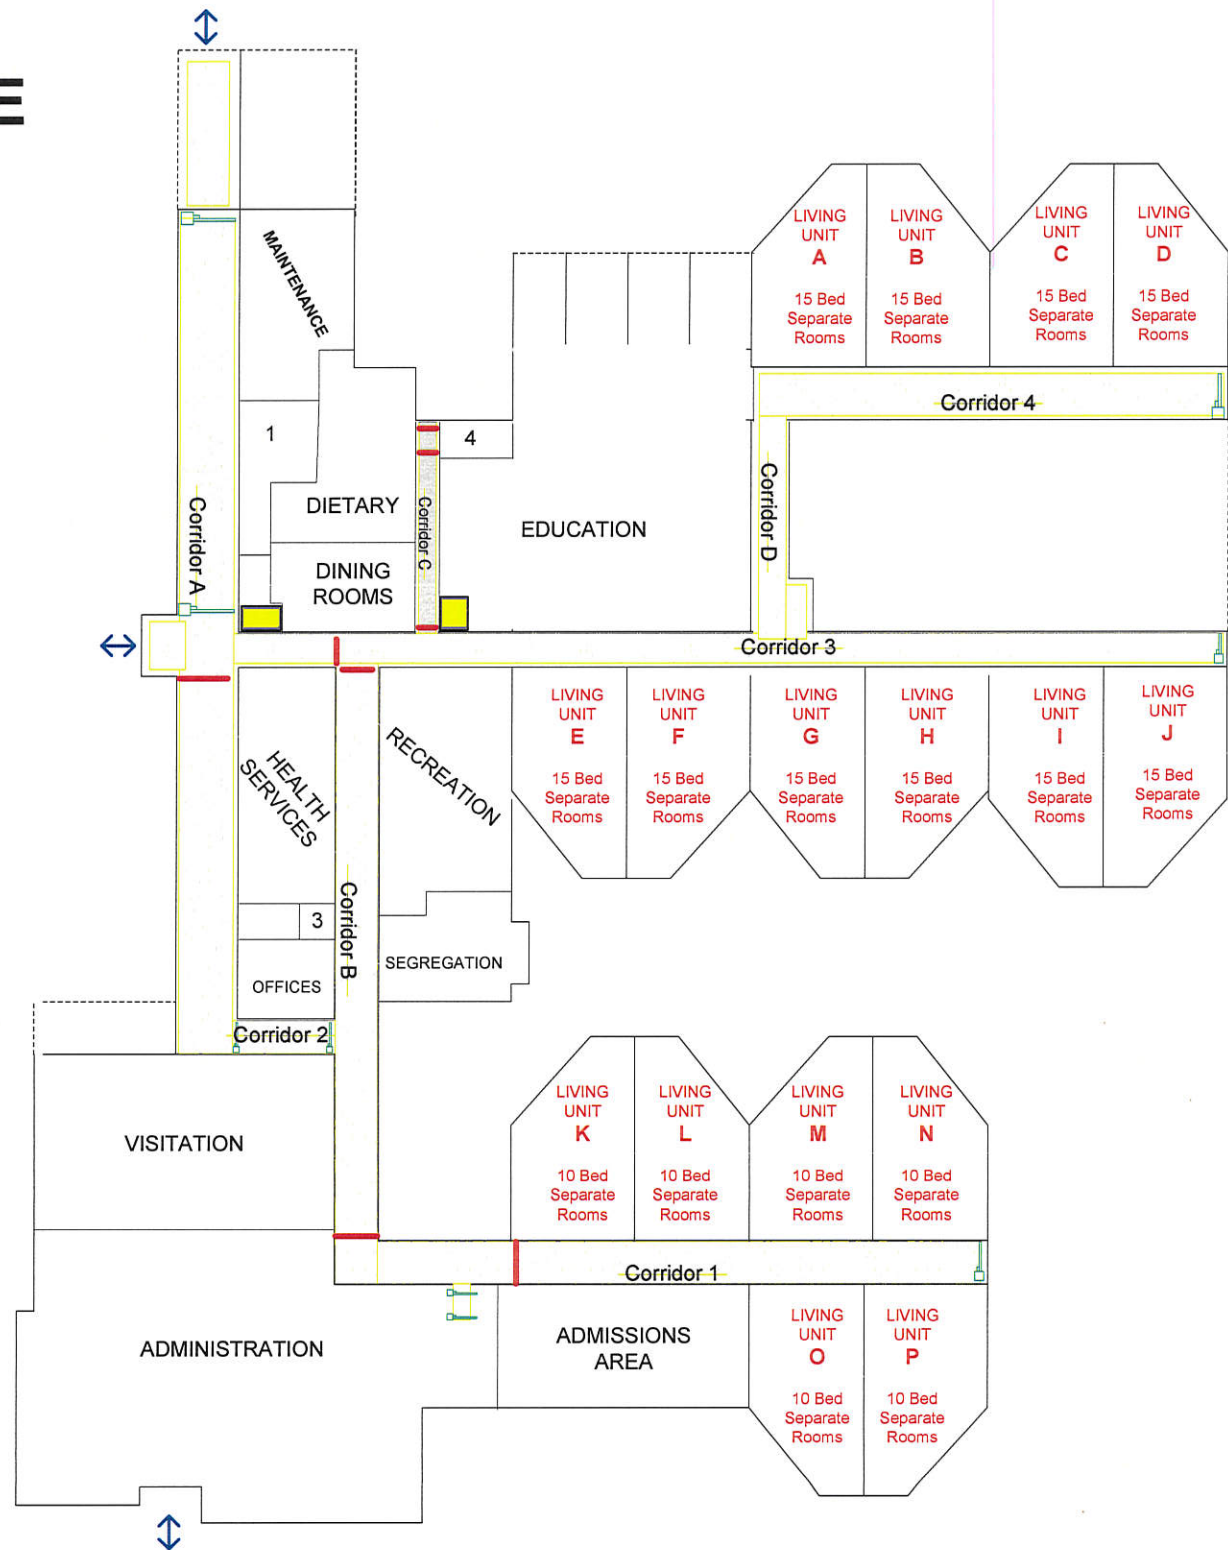 E
LIVING
UNIT
A
15 Bed
Separate
Rooms
LIVING
UNIT
B
15 Bed
Separate
Rooms
LIVING
UNIT
C
15 Bed
Separate
Rooms
LIVING
UNIT
D
15 Bed
Separate
Rooms
MAINTENANCE
Corridor 4
1
4
Corridor A
DIETARY
Corridor C
EDUCATION
Corridor D
DINING
ROOMS
Corridor 3
HEALTH
SERVICES
RECREATION
LIVING
UNIT
E
15 Bed
Separate
Rooms
LIVING
UNIT
F
15 Bed
Separate
Rooms
LIVING
UNIT
G
15 Bed
Separate
Rooms
LIVING
UNIT
H
15 Bed
Separate
Rooms
LIVING
UNIT
I
15 Bed
Separate
Rooms
LIVING
UNIT
J
15 Bed
Separate
Rooms
3
Corridor B
SEGREGATION
OFFICES
Corridor 2
VISITATION
LIVING
UNIT
K
10 Bed
Separate
Rooms
LIVING
UNIT
L
10 Bed
Separate
Rooms
LIVING
UNIT
M
10 Bed
Separate
Rooms
LIVING
UNIT
N
10 Bed
Separate
Rooms
Corridor 1
ADMINISTRATION
ADMISSIONS
AREA
LIVING
UNIT
O
10 Bed
Separate
Rooms
LIVING
UNIT
P
10 Bed
Separate
Rooms